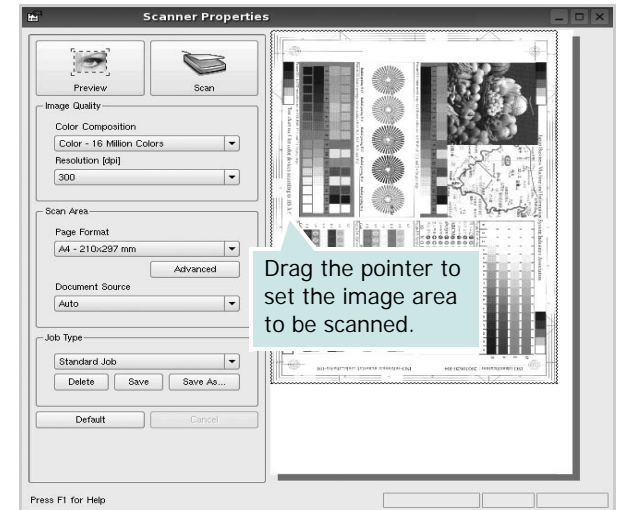 Scanner Properties
Preview
Scan
Image Quality
Color Composition
Color - 16 Million Colors
Resolution [dpi]
300
Scan Area
Page Format
A4 - 210x297 mm
Advanced
Document Source
Auto
Job Type
Standard Job
Delete
Save
Save As...
Default
Cancel
Drag the pointer to
set the image area
to be scanned.
Press F1 for Help